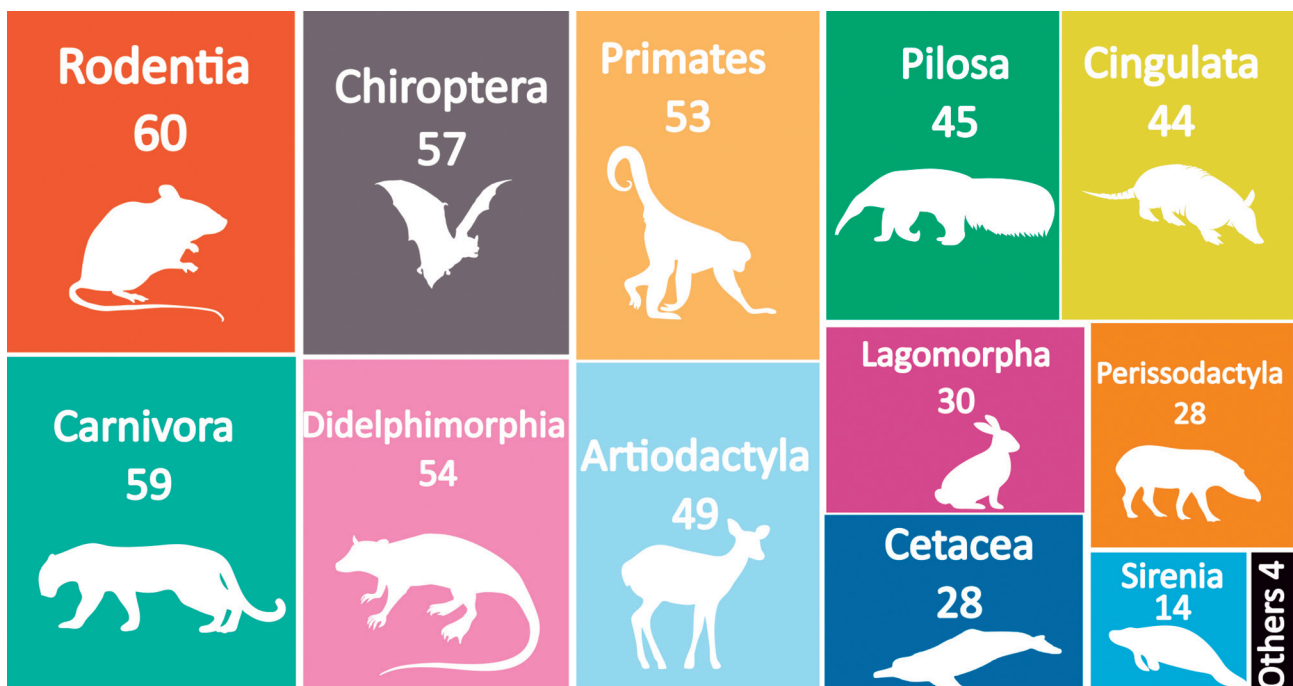 Rodentia
60
Chiroptera
57
Primates
53
Pilosa
45
Cingulata
44
Carnivora
59
Didelphimorphia
54
Artiodactyla
49
Lagomorpha
30
Perissodactyla
28
Cetacea
28
Sirenia
14
Others 4